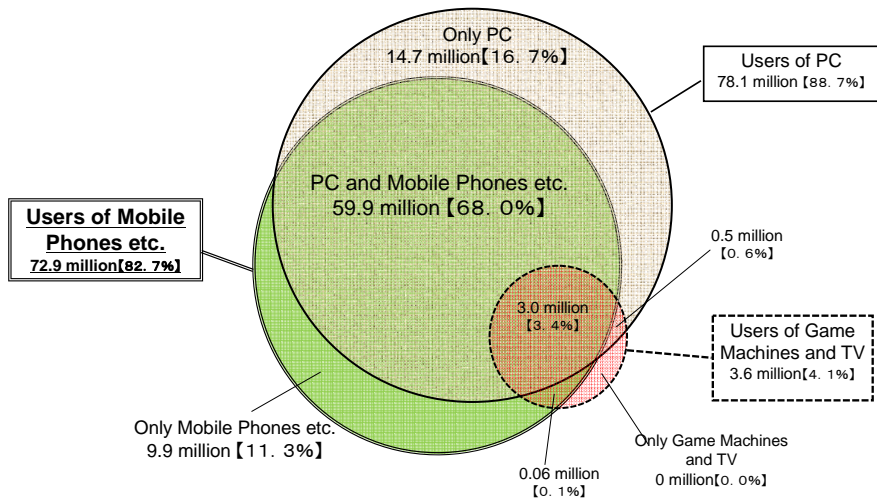 Only PC
14.7 million【16. 7%】
Users of PC
78.1 million【88. 7%】
PC and Mobile Phones etc.
59.9 million【68. 0%】
Users of Mobile
Phones etc.
72.9 million【82. 7%】
0.5 million
【0. 6%】
3.0 million
【3. 4%】
Users of Game
Machines and TV
3.6 million【4. 1%】
Only Mobile Phones etc.
9.9 million【11. 3%】
0.06 million
【0. 1%】
Only Game Machines
and TV
0 million【0. 0%】